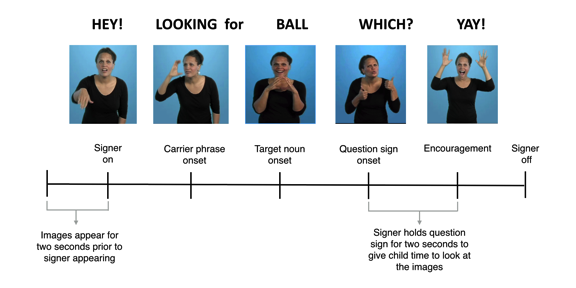 HEY! LOOKING for BALL WHICH? YAY!
Signer
on
Carrier phrase
onset
Target noun
onset
Question sign
onset
Encouragement
Signer
off
Images appear for
two seconds prior to
signer appearing
Signer holds question
sign for two seconds to
give child time to look at
the images